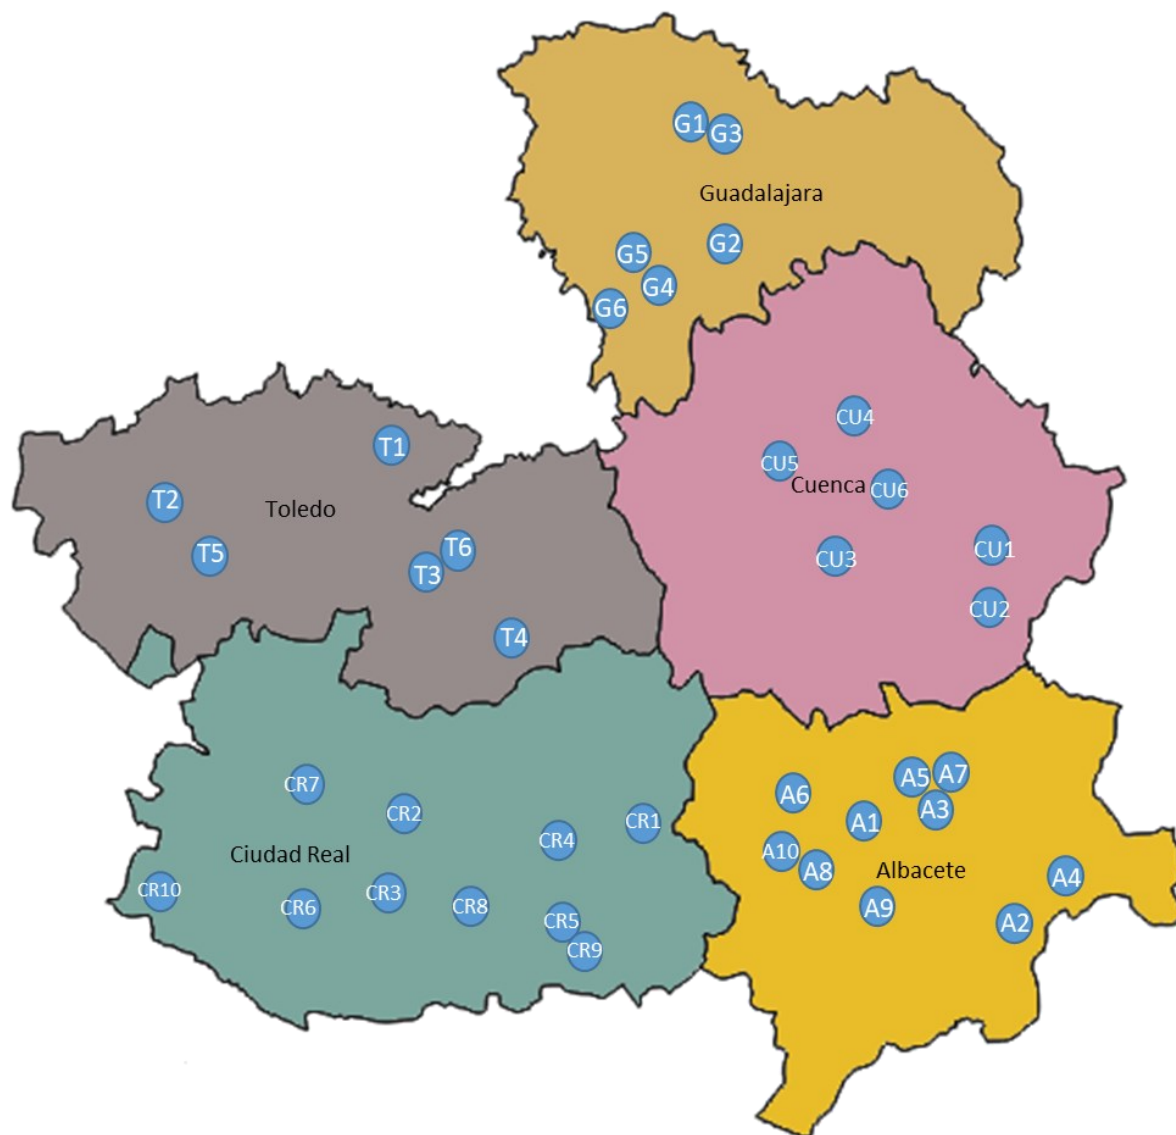 G1
G3
Guadalajara
G2
G5
G4
G6
CU4
T1
CU5
Cuenca
CU6
T2
Toledo
T6
CU1
T5
T3
CU3
CU2
T4
A7
A5
CR7
A6
A3
CR2
A1
CR1
CR4
Ciudad Real
A10
A8
Albacete
A4
CR10
CR3
CR6
CR8
A9
CR5
A2
CR9